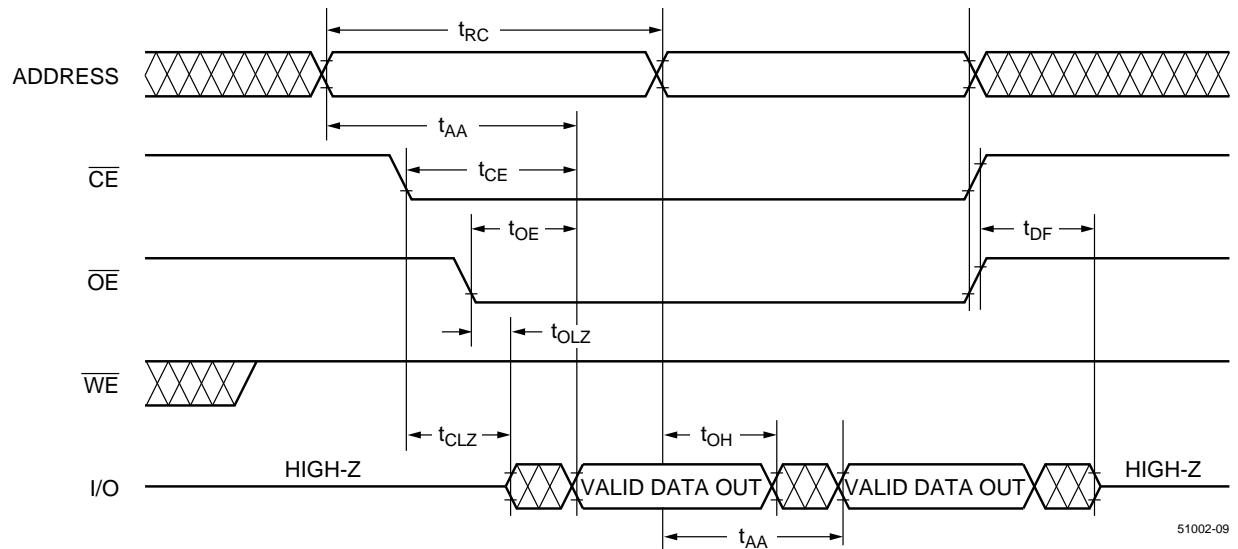 tRC
ADDRESS
tAA
CE
tCE
tOE
tDF
OE
tOLZ
WE
tCLZ
tOH
HIGH-Z
I/O
VALID DATA OUT
VALID DATA OUT
HIGH-Z
tAA
51002-09